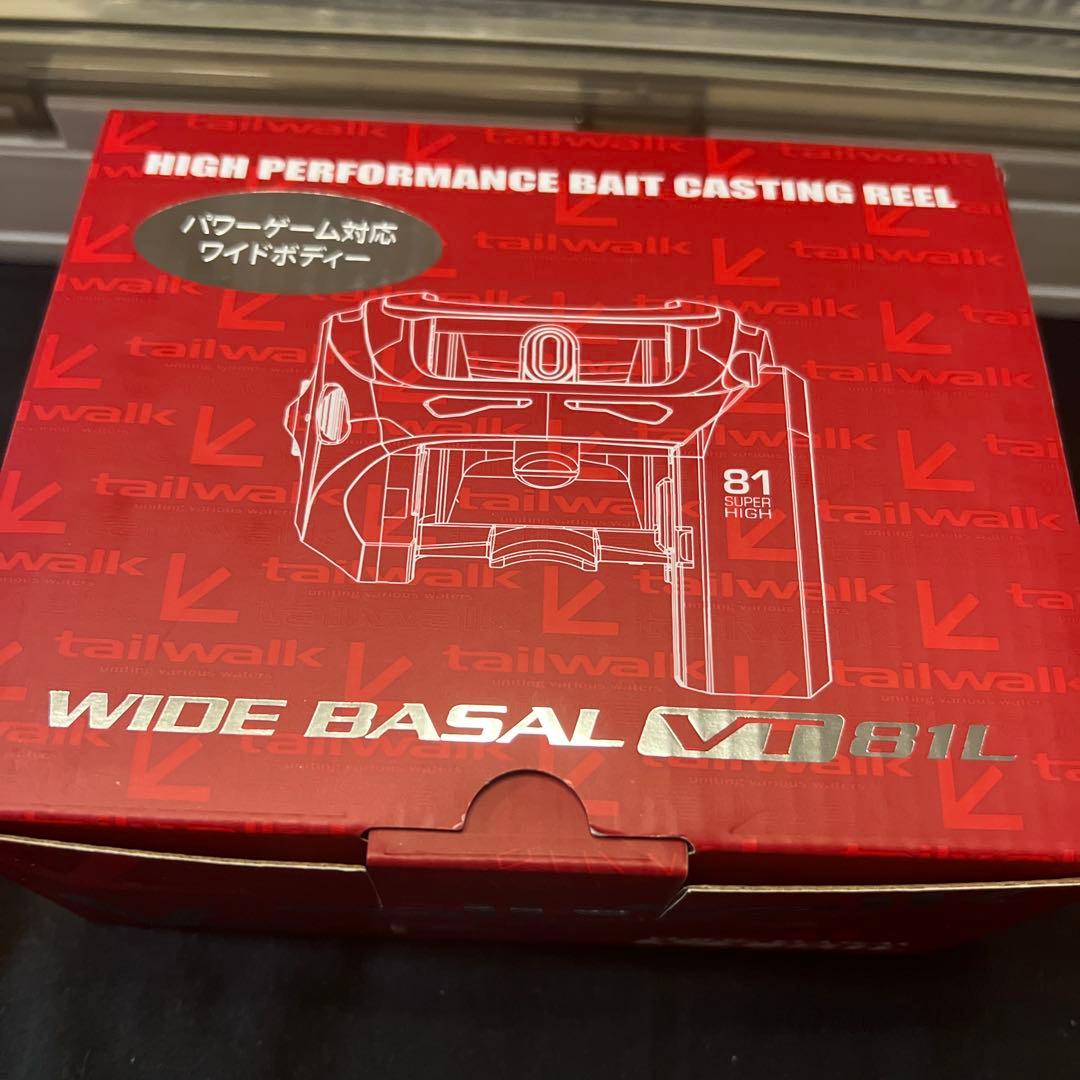 HIGH PERFORMANCE BAIT CASTING REEL
パワーゲーム対応
ワイドボディー
tailwalk
uniting various waters
81
SUPER
HIGH
WIDE BASAL VT 81L